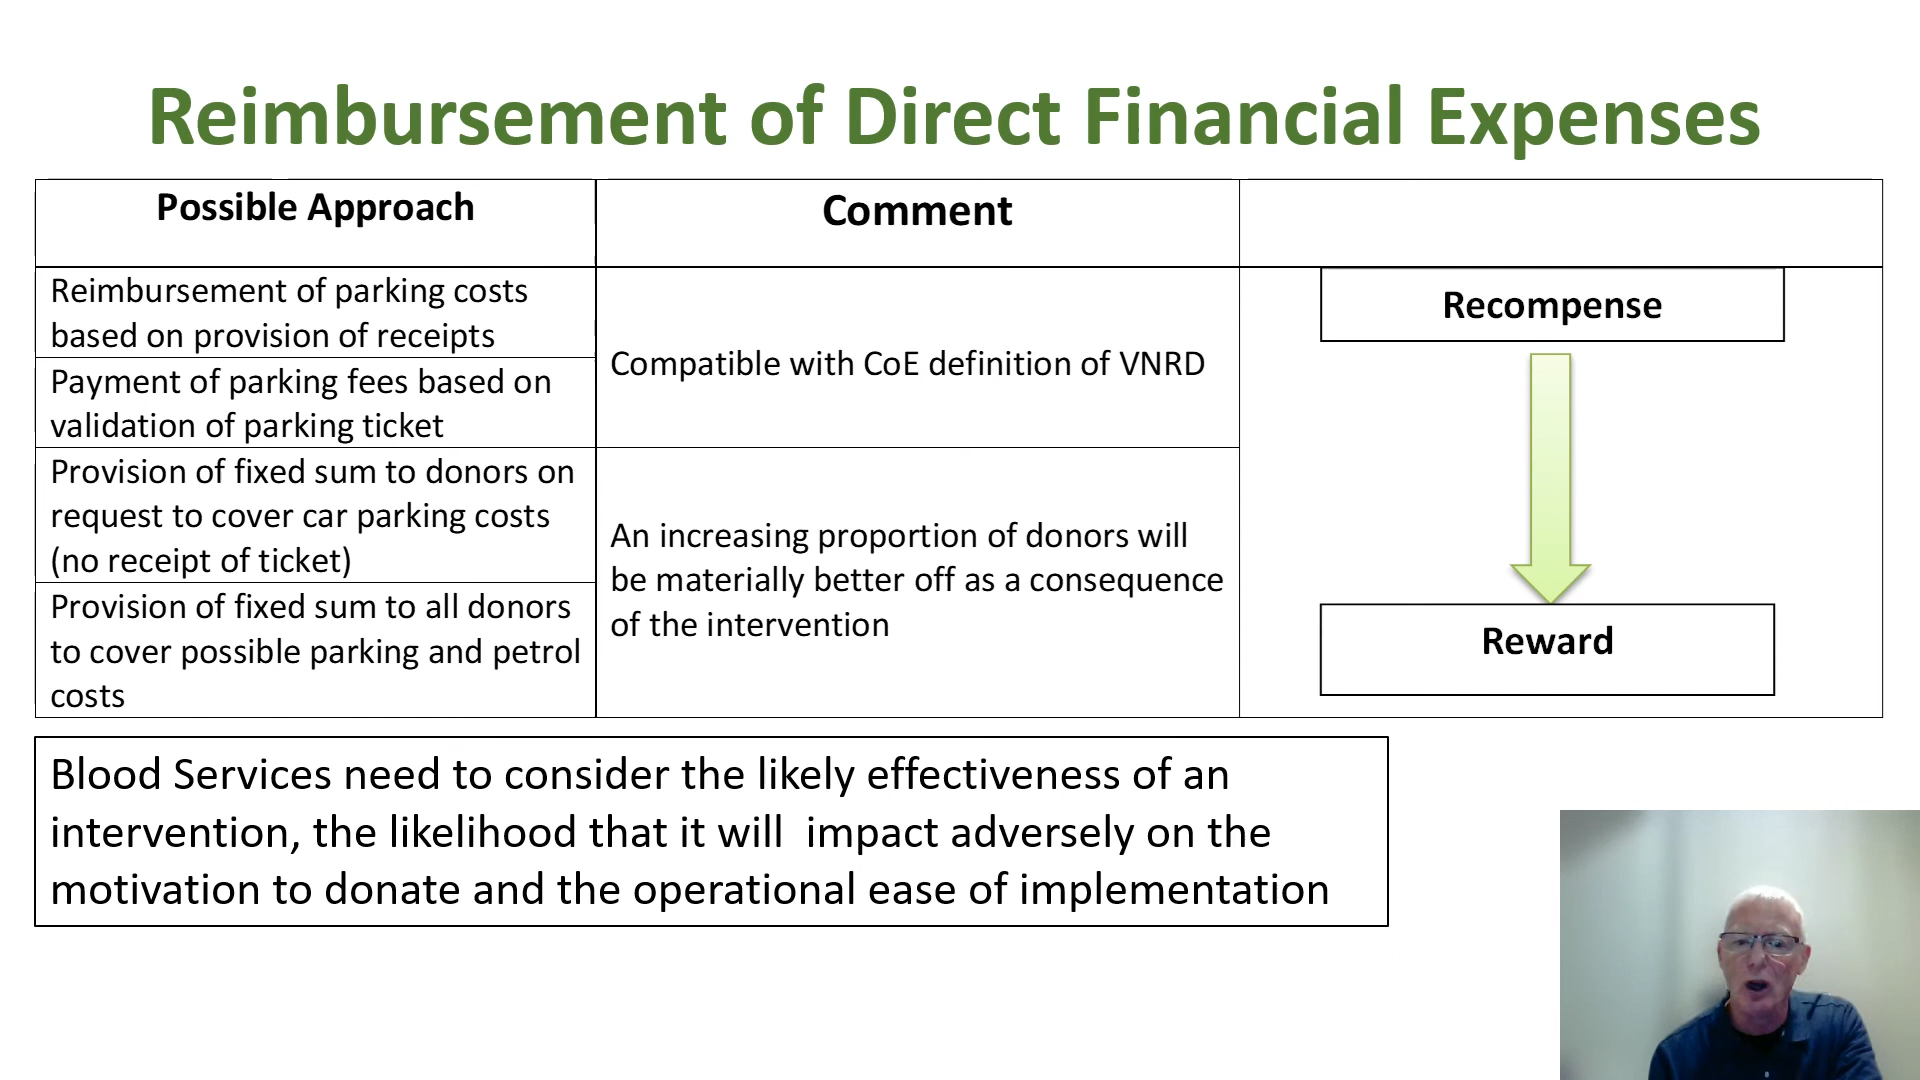 Reimbursement of Direct Financial Expenses
Possible Approach
Comment
Reimbursement of parking costs
based on provision of receipts
Payment of parking fees based on
validation of parking ticket
Compatible with CoE definition of VNRD
Provision of fixed sum to donors on
request to cover car parking costs
(no receipt of ticket)
Provision of fixed sum to all donors
to cover possible parking and petrol
costs
An increasing proportion of donors will
be materially better off as a consequence
of the intervention
Recompense
Reward
Blood Services need to consider the likely effectiveness of an
intervention, the likelihood that it will  impact adversely on the
motivation to donate and the operational ease of implementation